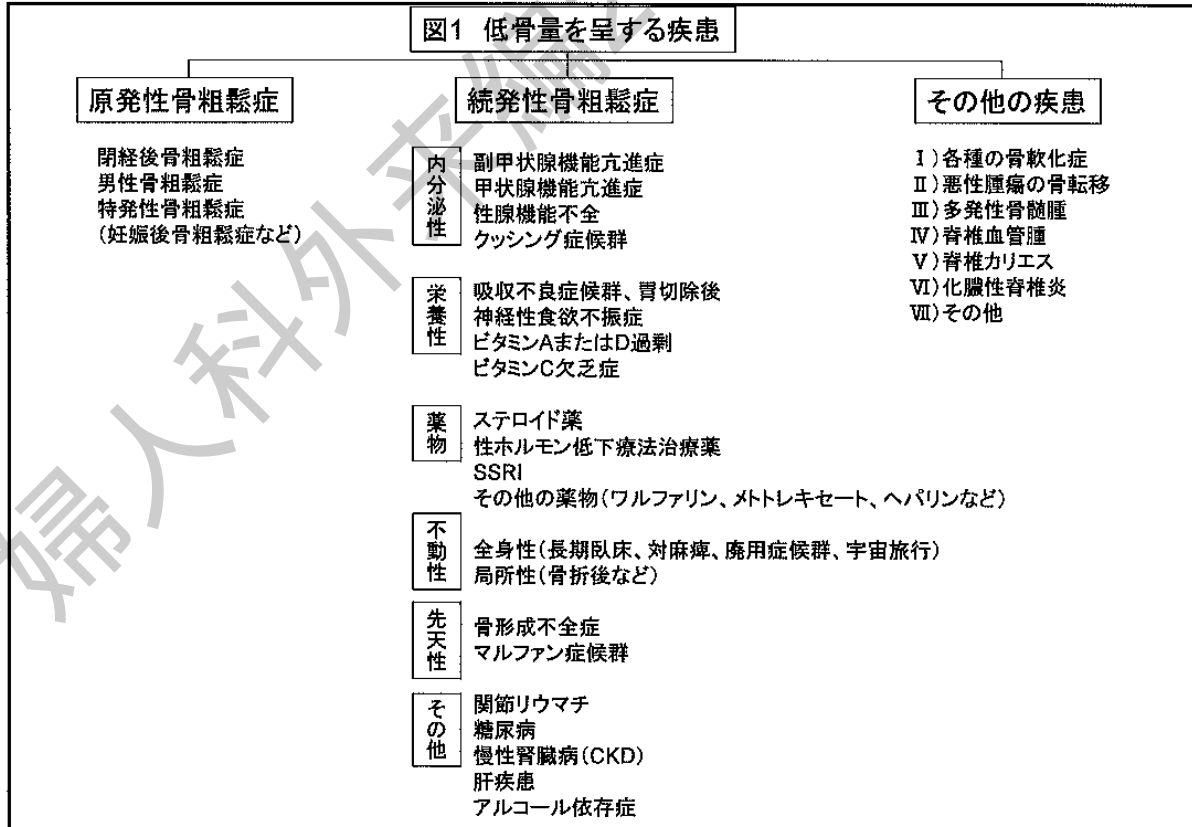 図1 低骨量を呈する疾患
原発性骨粗鬆症
閉経後骨粗鬆症
男性骨粗鬆症
特発性骨粗鬆症
(妊娠後骨粗鬆症など)
続発性骨粗鬆症
内分泌性
副甲状腺機能亢進症
甲状腺機能亢進症
性腺機能不全
クッシング症候群
栄養性
吸収不良症候群、胃切除後
神経性食欲不振症
ビタミンAまたはD過剰
ビタミンC欠乏症
薬物
ステロイド薬
性ホルモン低下療法治療薬
SSRI
その他の薬物(ワルファリン、メトトレキセート、ヘパリンなど)
不動性
全身性(長期臥床、対麻痺、廃用症候群、宇宙旅行)
局所性(骨折後など)
先天性
骨形成不全症
マルファン症候群
その他
関節リウマチ
糖尿病
慢性腎臓病(CKD)
肝疾患
アルコール依存症
その他の疾患
Ⅰ)各種の骨軟化症
Ⅱ)悪性腫瘍の骨転移
Ⅲ)多発性骨髄腫
Ⅳ)脊椎血管腫
Ⅴ)脊椎カリエス
Ⅵ)化膿性脊椎炎
Ⅶ)その他
婦人科外来編